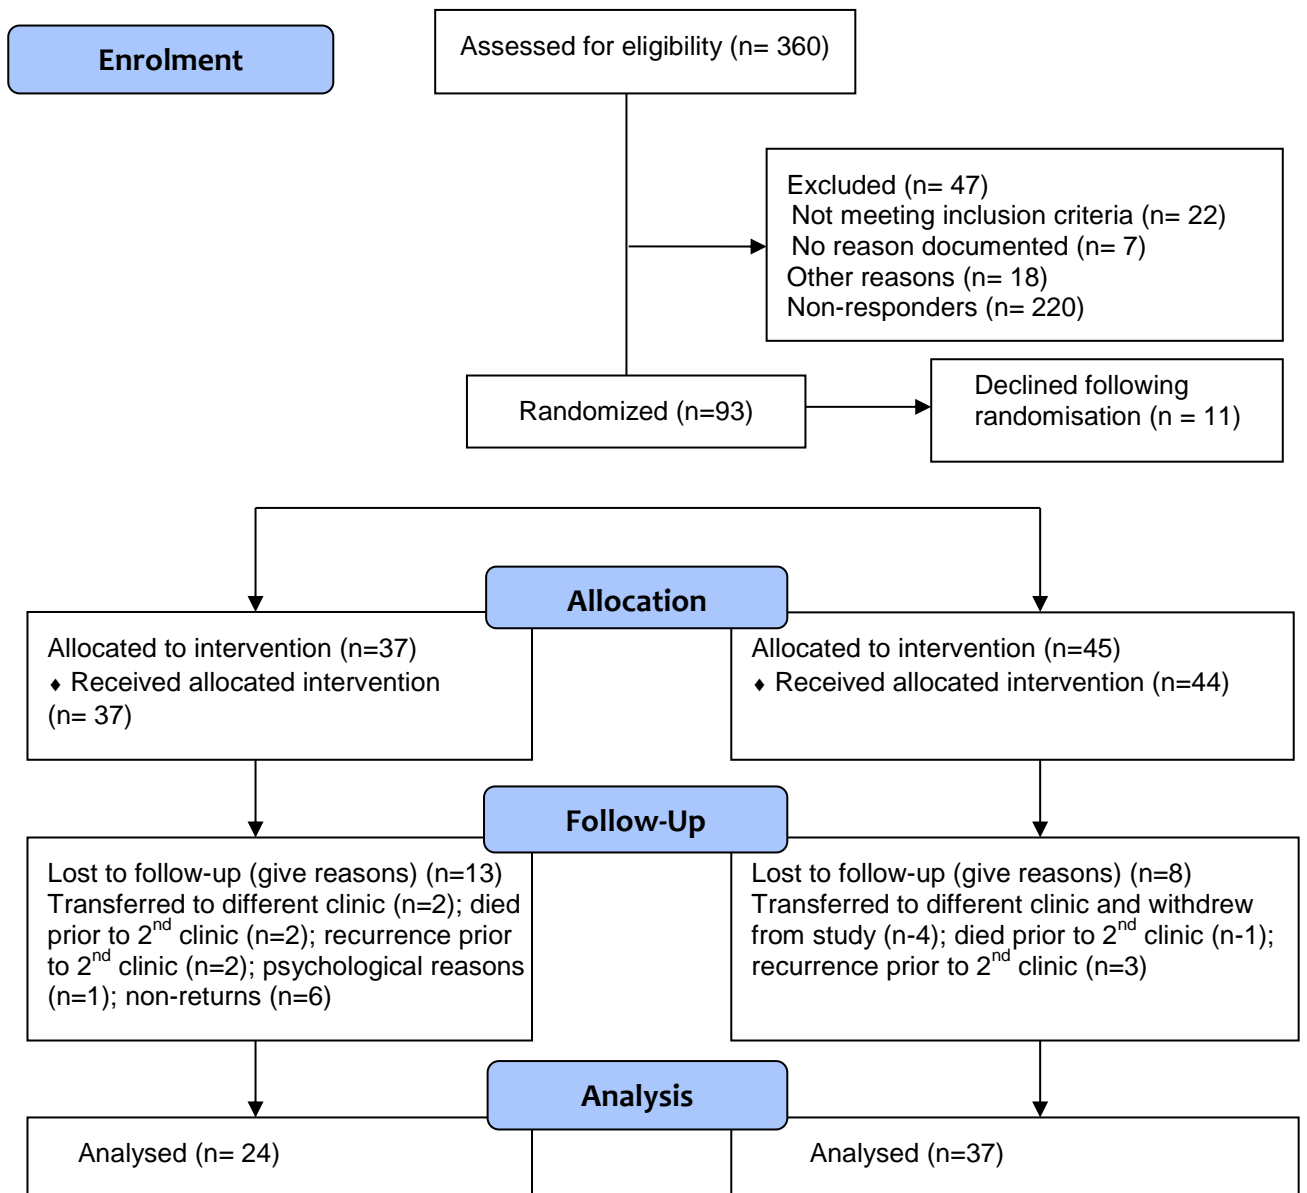 Enrolment
Assessed for eligibility (n= 360)
Excluded (n= 47)
Not meeting inclusion criteria (n= 22)
No reason documented (n= 7)
Other reasons (n= 18)
Non-responders (n= 220)
Randomized (n=93)
Declined following
randomisation (n = 11)
Allocation
Allocated to intervention (n=37)
♦ Received allocated intervention
(n= 37)
Allocated to intervention (n=45)
♦ Received allocated intervention (n=44)
Follow-Up
Lost to follow-up (give reasons) (n=13)
Transferred to different clinic (n=2); died
prior to 2nd clinic (n=2); recurrence prior
to 2nd clinic (n=2); psychological reasons
(n=1); non-returns (n=6)
Lost to follow-up (give reasons) (n=8)
Transferred to different clinic and withdrew
from study (n-4); died prior to 2nd clinic (n-1);
recurrence prior to 2nd clinic (n=3)
Analysis
Analysed (n= 24)
Analysed (n=37)